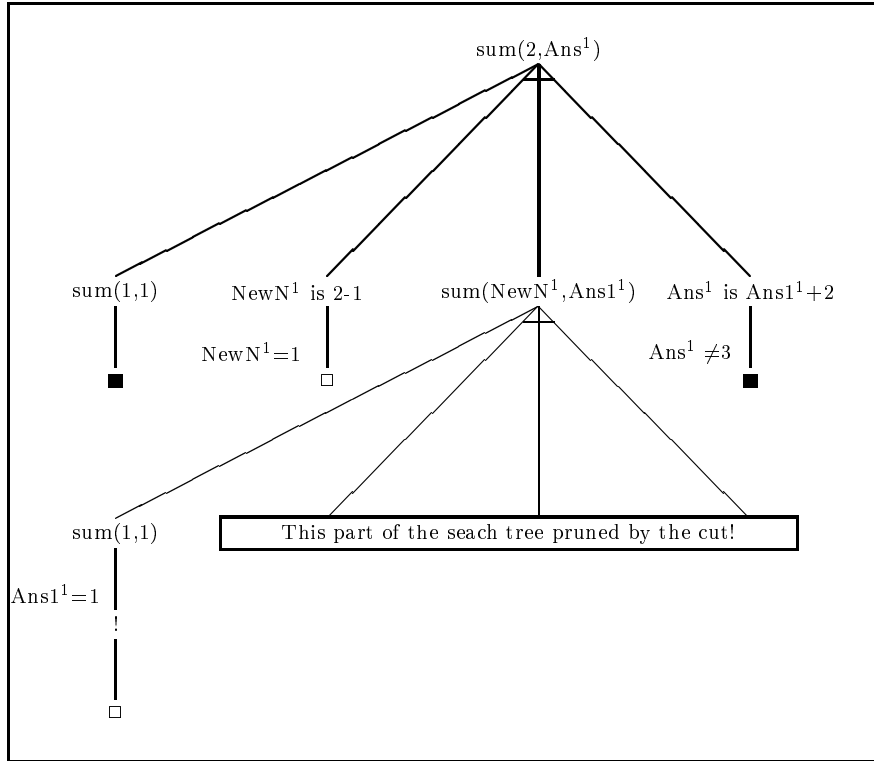 sum(2,Ans¹)
sum(1,1)
NewN¹ is 2-1
sum(NewN¹,Ans1¹)
Ans¹ is Ans1¹+2
NewN¹=1
Ans¹ ≠3
sum(1,1)
This part of the seach tree pruned by the cut!
Ans1¹=1
!